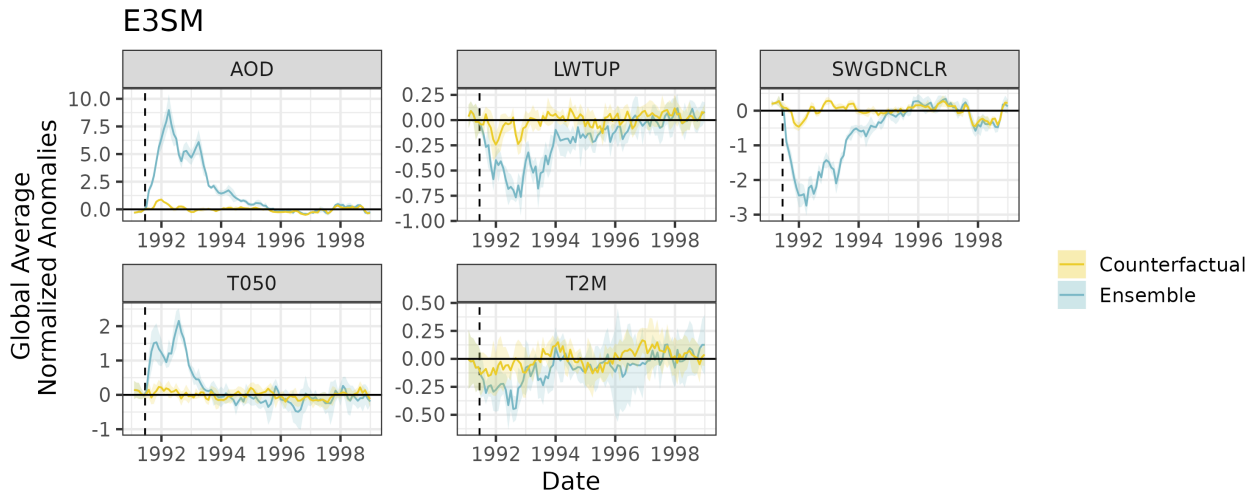 E3SM
AOD
LWTUP
SWGDNCLR
10.0
7.5
5.0
2.5
0.0
0.25
0.00
-0.25
-0.50
-0.75
-1.00
0
-1
-2
-3
1992 1994 1996 1998
1992 1994 1996 1998
1992 1994 1996 1998
T050
T2M
2
1
0
-1
0.50
0.25
0.00
-0.25
-0.50
1992 1994 1996 1998
1992 1994 1996 1998
Global Average
Normalized Anomalies
Date
Counterfactual
Ensemble